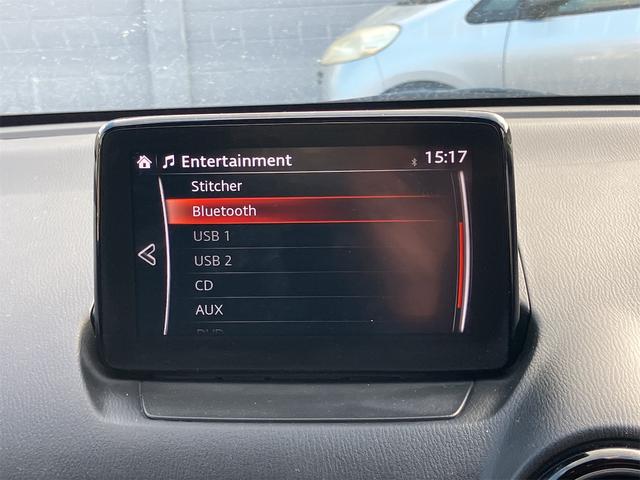 Entertainment 15:17
Stitcher
Bluetooth
USB 1
USB 2
CD
AUX